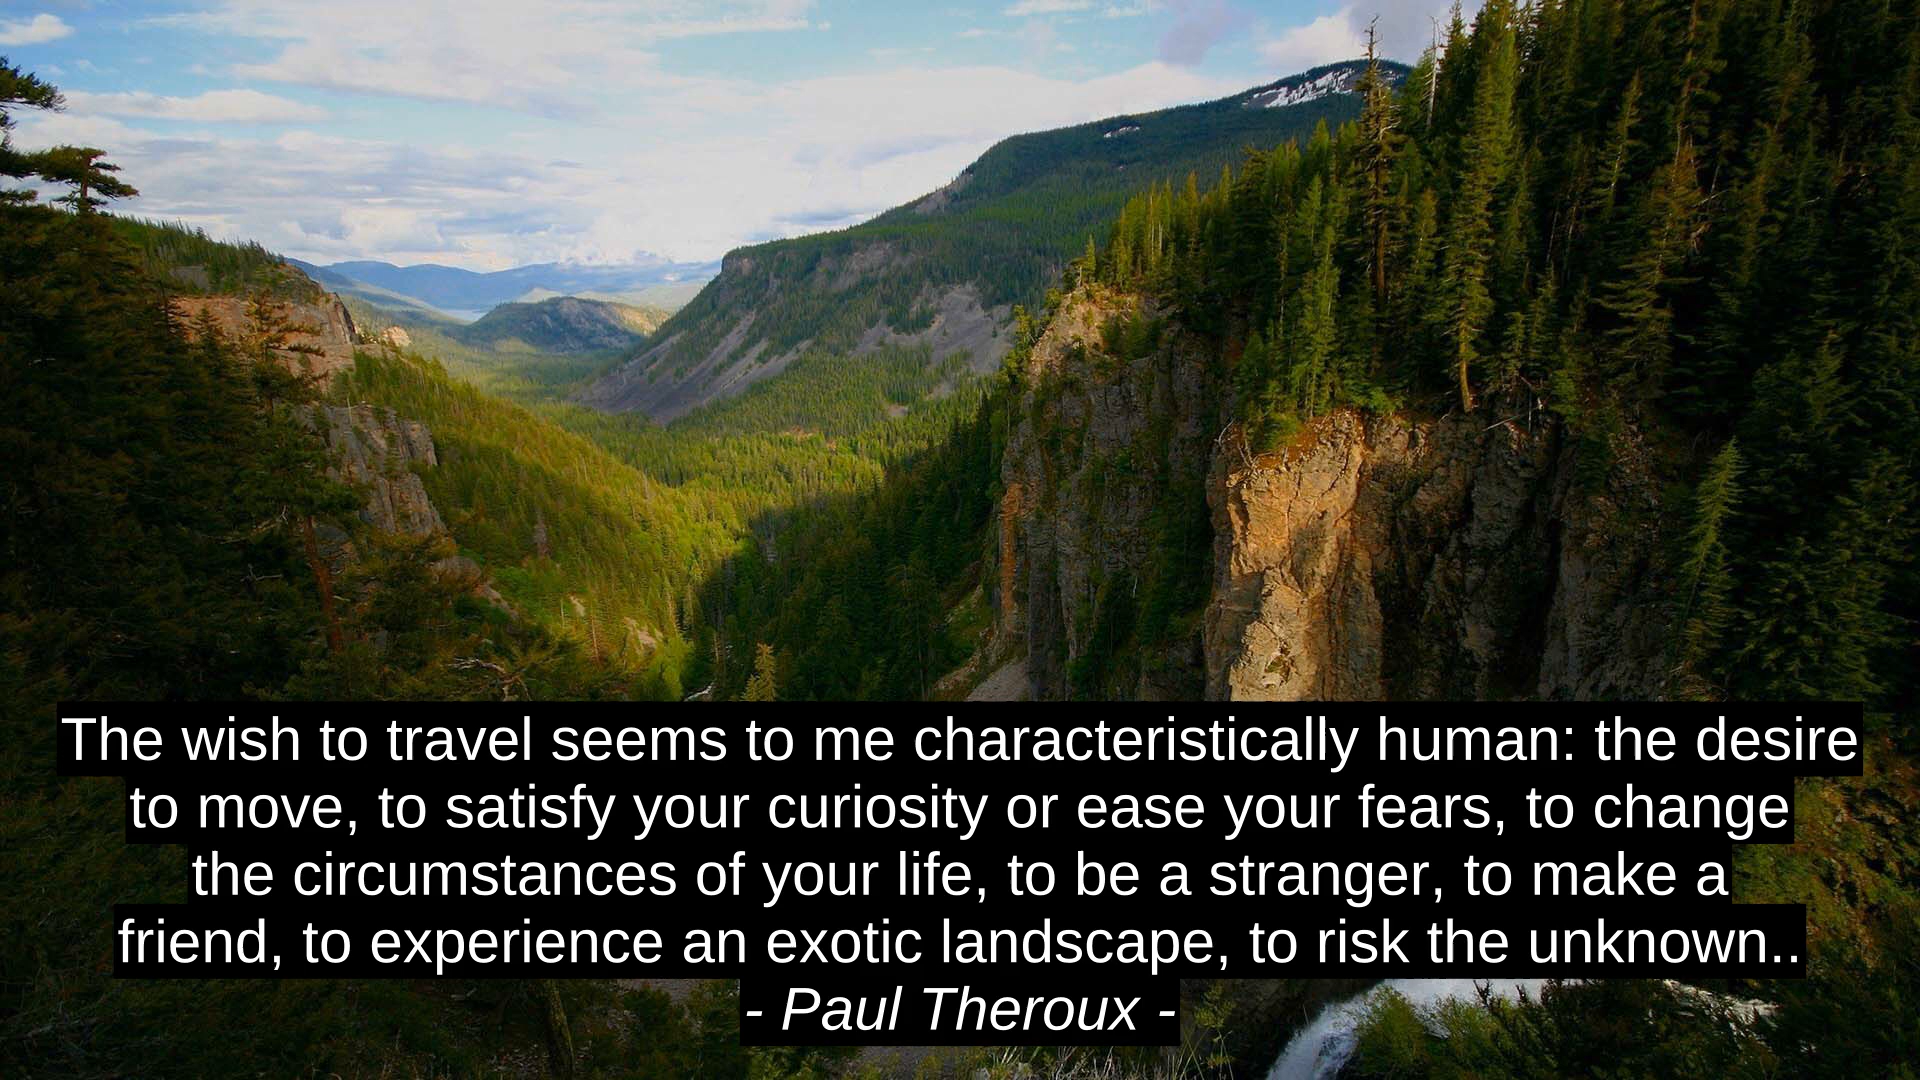 The wish to travel seems to me characteristically human: the desire
to move, to satisfy your curiosity or ease your fears, to change
the circumstances of your life, to be a stranger, to make a
friend, to experience an exotic landscape, to risk the unknown..
- Paul Theroux -